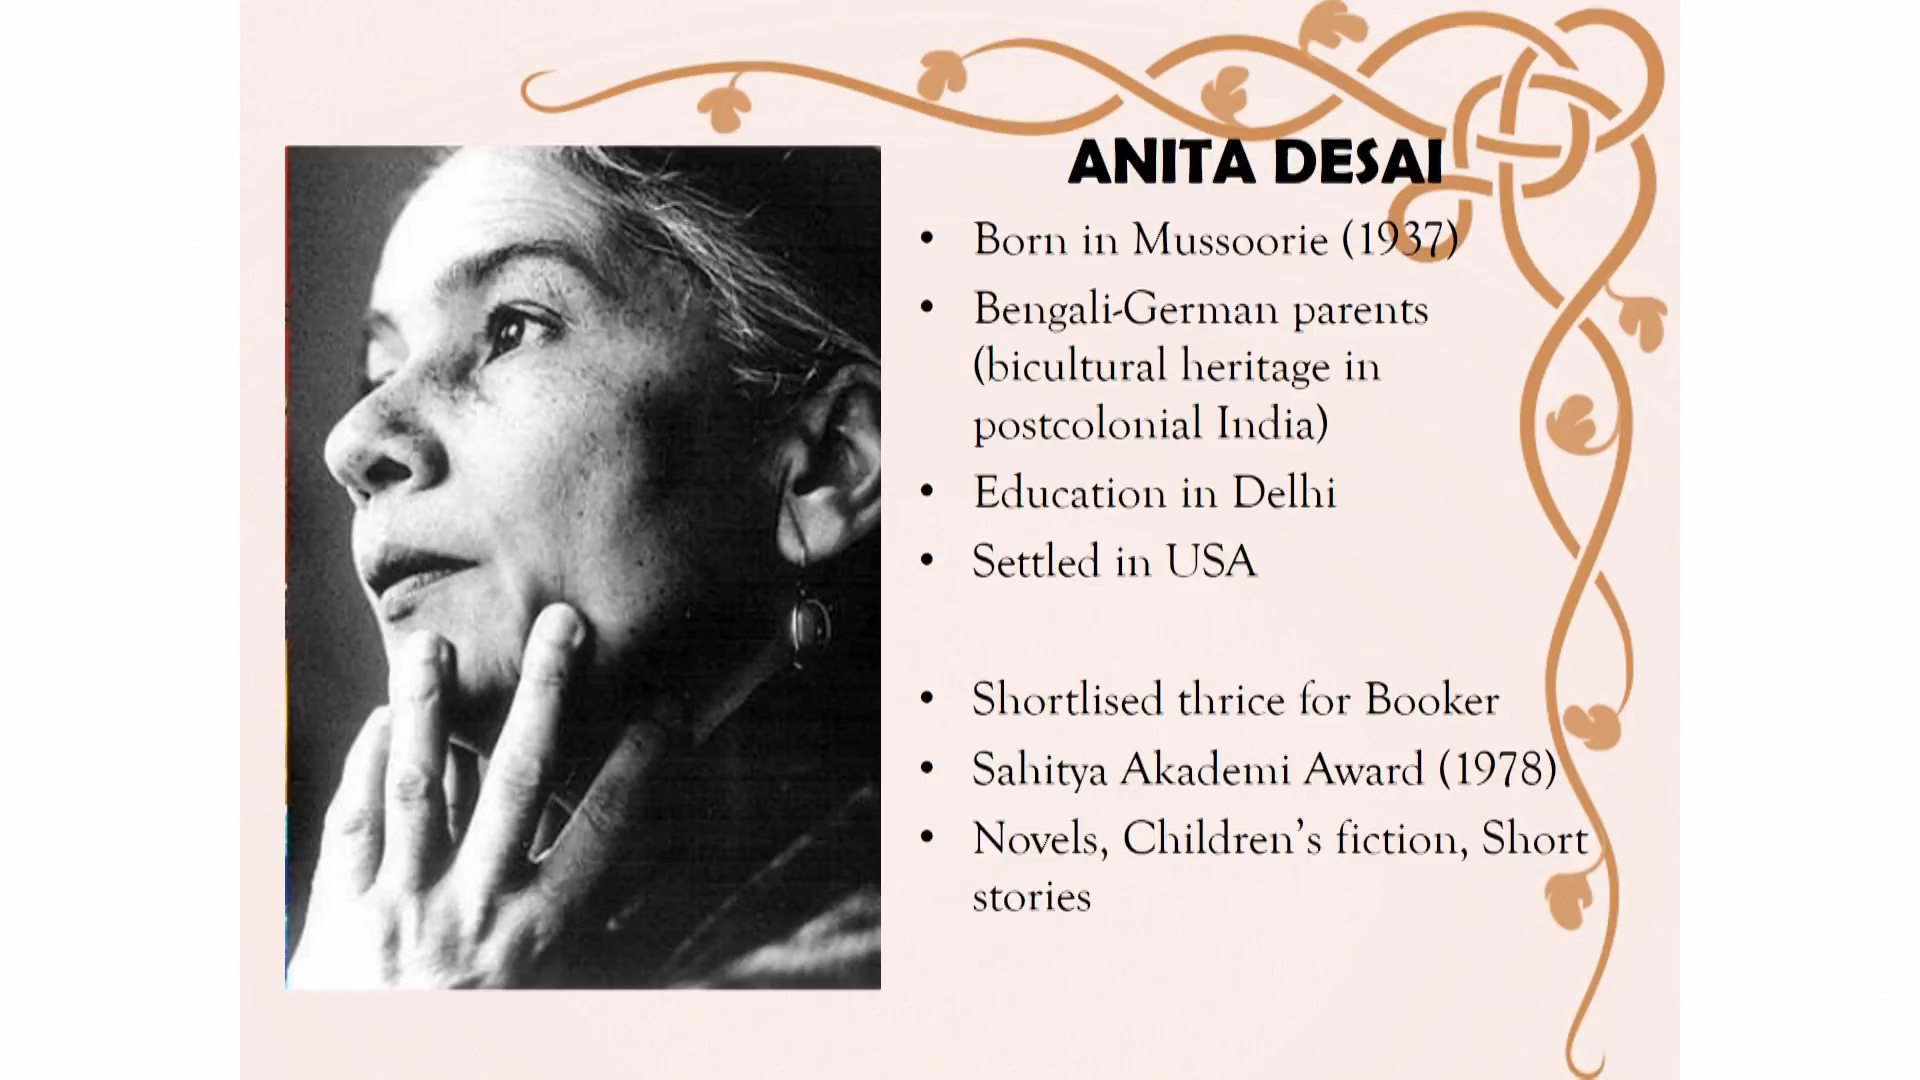 ANITA DESAI
• Born in Mussoorie (1937)
• Bengali-German parents
(bicultural heritage in
postcolonial India)
• Education in Delhi
• Settled in USA
• Shortlised thrice for Booker
• Sahitya Akademi Award (1978)
• Novels, Children’s fiction, Short
stories